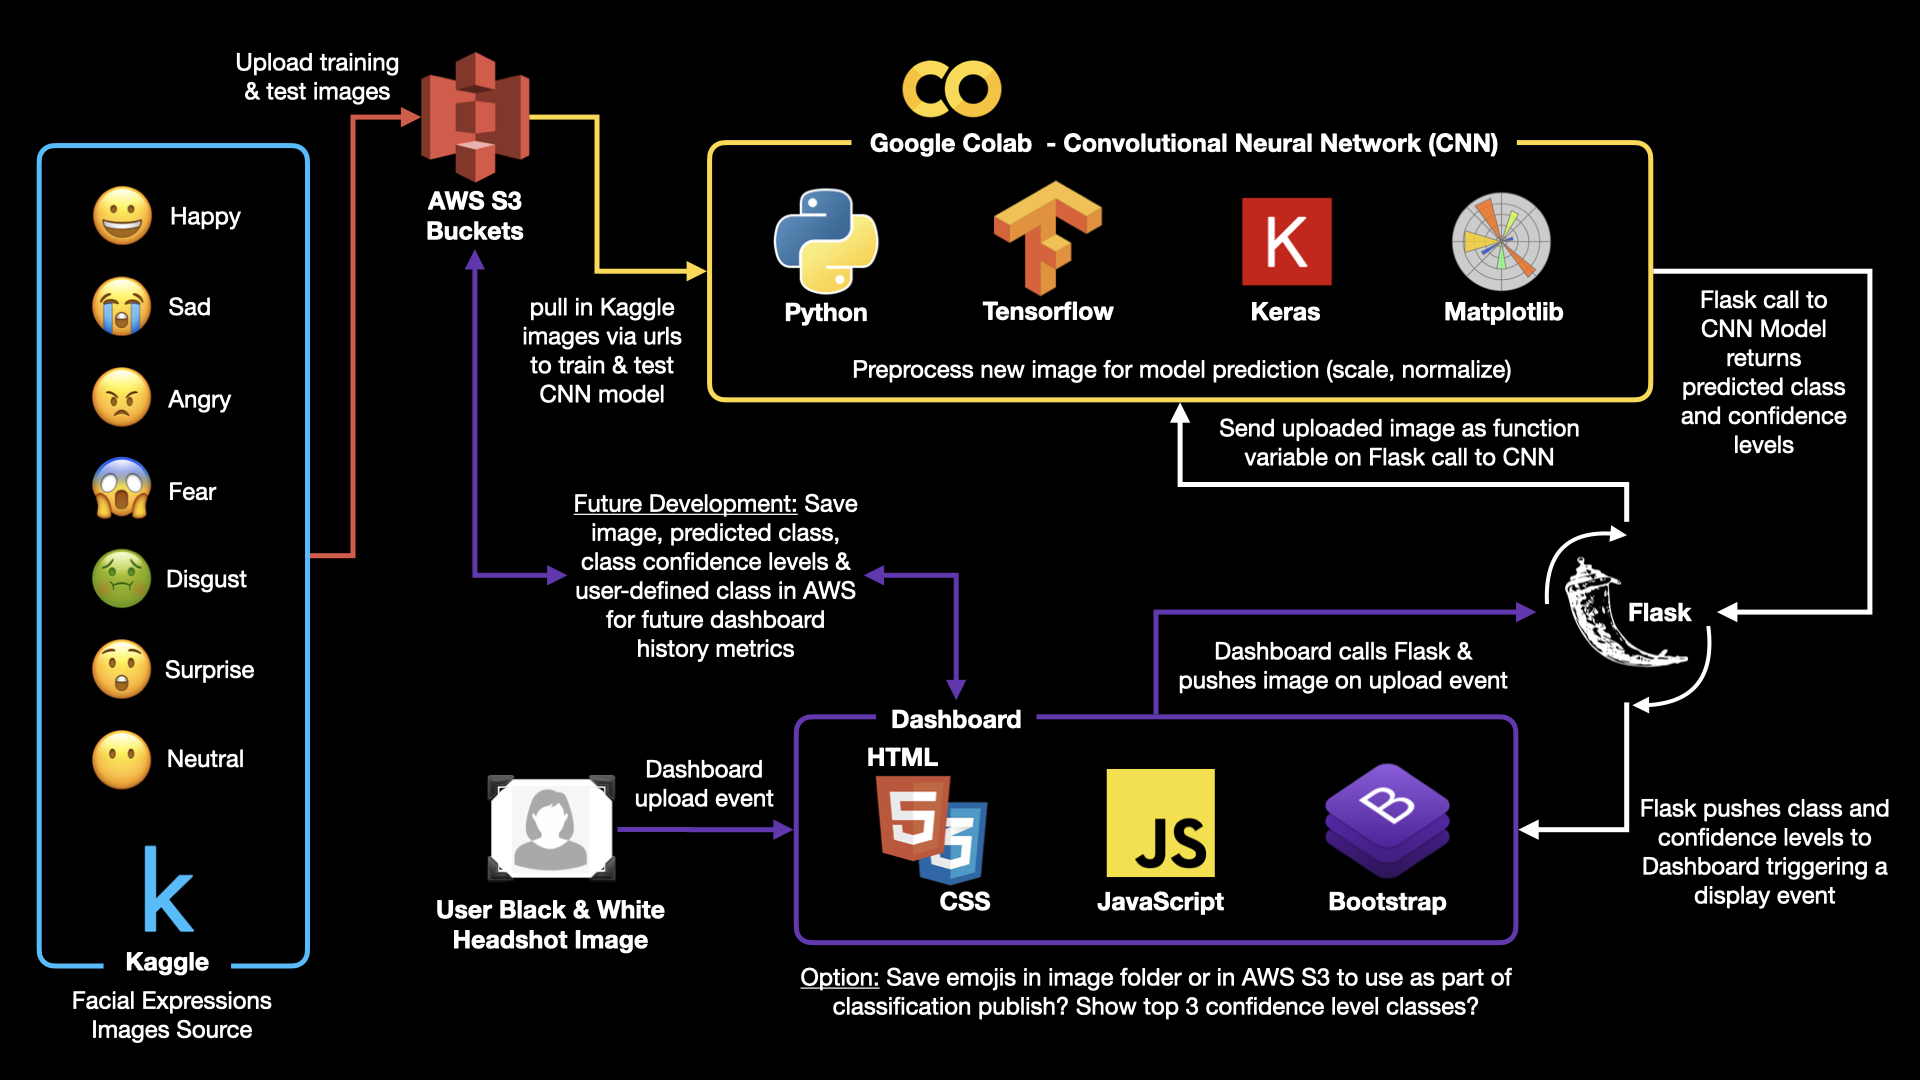 Upload training
& test images
AWS S3
Buckets
Happy
Sad
Angry
Fear
Disgust
Surprise
Neutral
k
Kaggle
Facial Expressions
Images Source
pull in Kaggle
images via urls
to train & test
CNN model
Google Colab - Convolutional Neural Network (CNN)
K
Python
Tensorflow
Keras
Matplotlib
Preprocess new image for model prediction (scale, normalize)
Flask call to
CNN Model
returns
predicted class
and confidence
levels
Send uploaded image as function
variable on Flask call to CNN
Future Development: Save
image, predicted class,
class confidence levels &
user-defined class in AWS
for future dashboard
history metrics
Flask
Dashboard calls Flask &
pushes image on upload event
Dashboard
upload event
User Black & White
Headshot Image
Dashboard
HTML
5
3
CSS
JS
JavaScript
B
Bootstrap
Flask pushes class and
confidence levels to
Dashboard triggering a
display event
Option: Save emojis in image folder or in AWS S3 to use as part of
classification publish? Show top 3 confidence level classes?